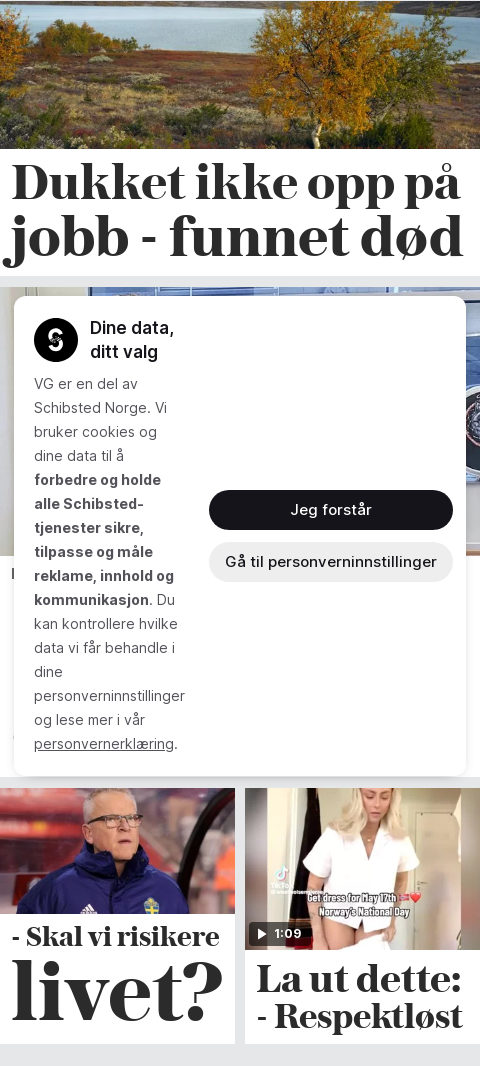 Dukket ikke opp på
jobb - funnet død
Dine data,
ditt valg
VG er en del av
Schibsted Norge. Vi
bruker cookies og
dine data til å
forbedre og holde
alle Schibsted-
tjenester sikre,
tilpasse og måle
reklame, innhold og
kommunikasjon. Du
kan kontrollere hvilke
data vi får behandle i
dine
personverninnstillinger
og lese mer i vår
personvernerklæring.
Jeg forstår
Gå til personverninnstillinger
TikTok
Get dress for May 17th 🇳🇴❤️
Norway's National Day
1:09
- Skal vi risikere
livet?
La ut dette:
- Respektløst